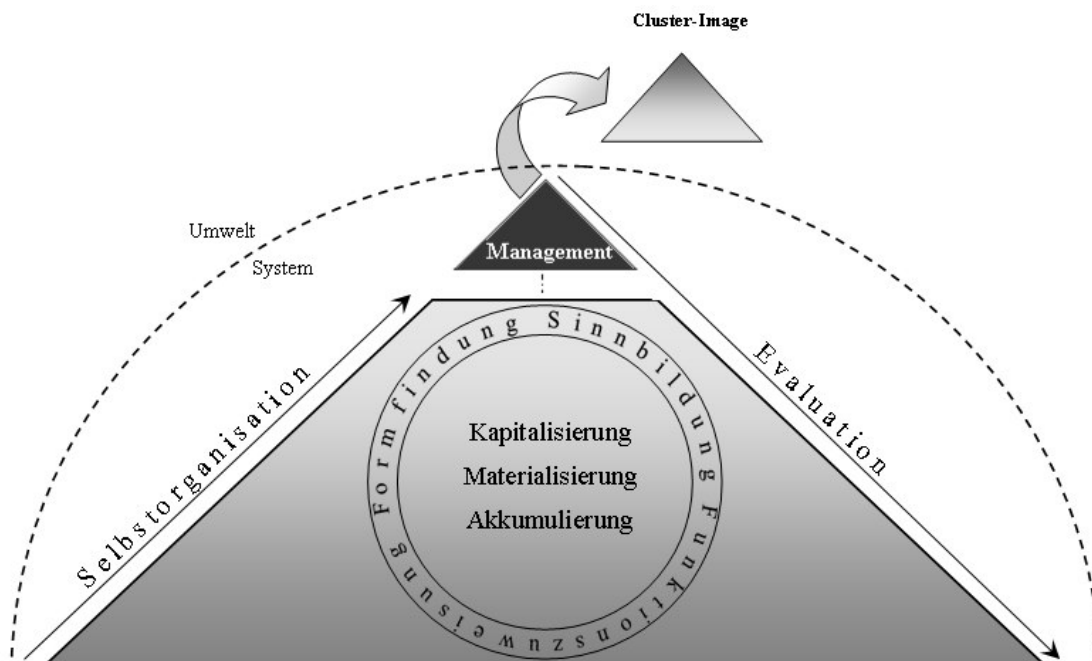 Cluster-Image
Umwelt
System
Management
Selbstorganisation
Evaluation
Formfindung Sinnbildung Funktionszuweisung
Kapitalisierung
Materialisierung
Akkumulierung